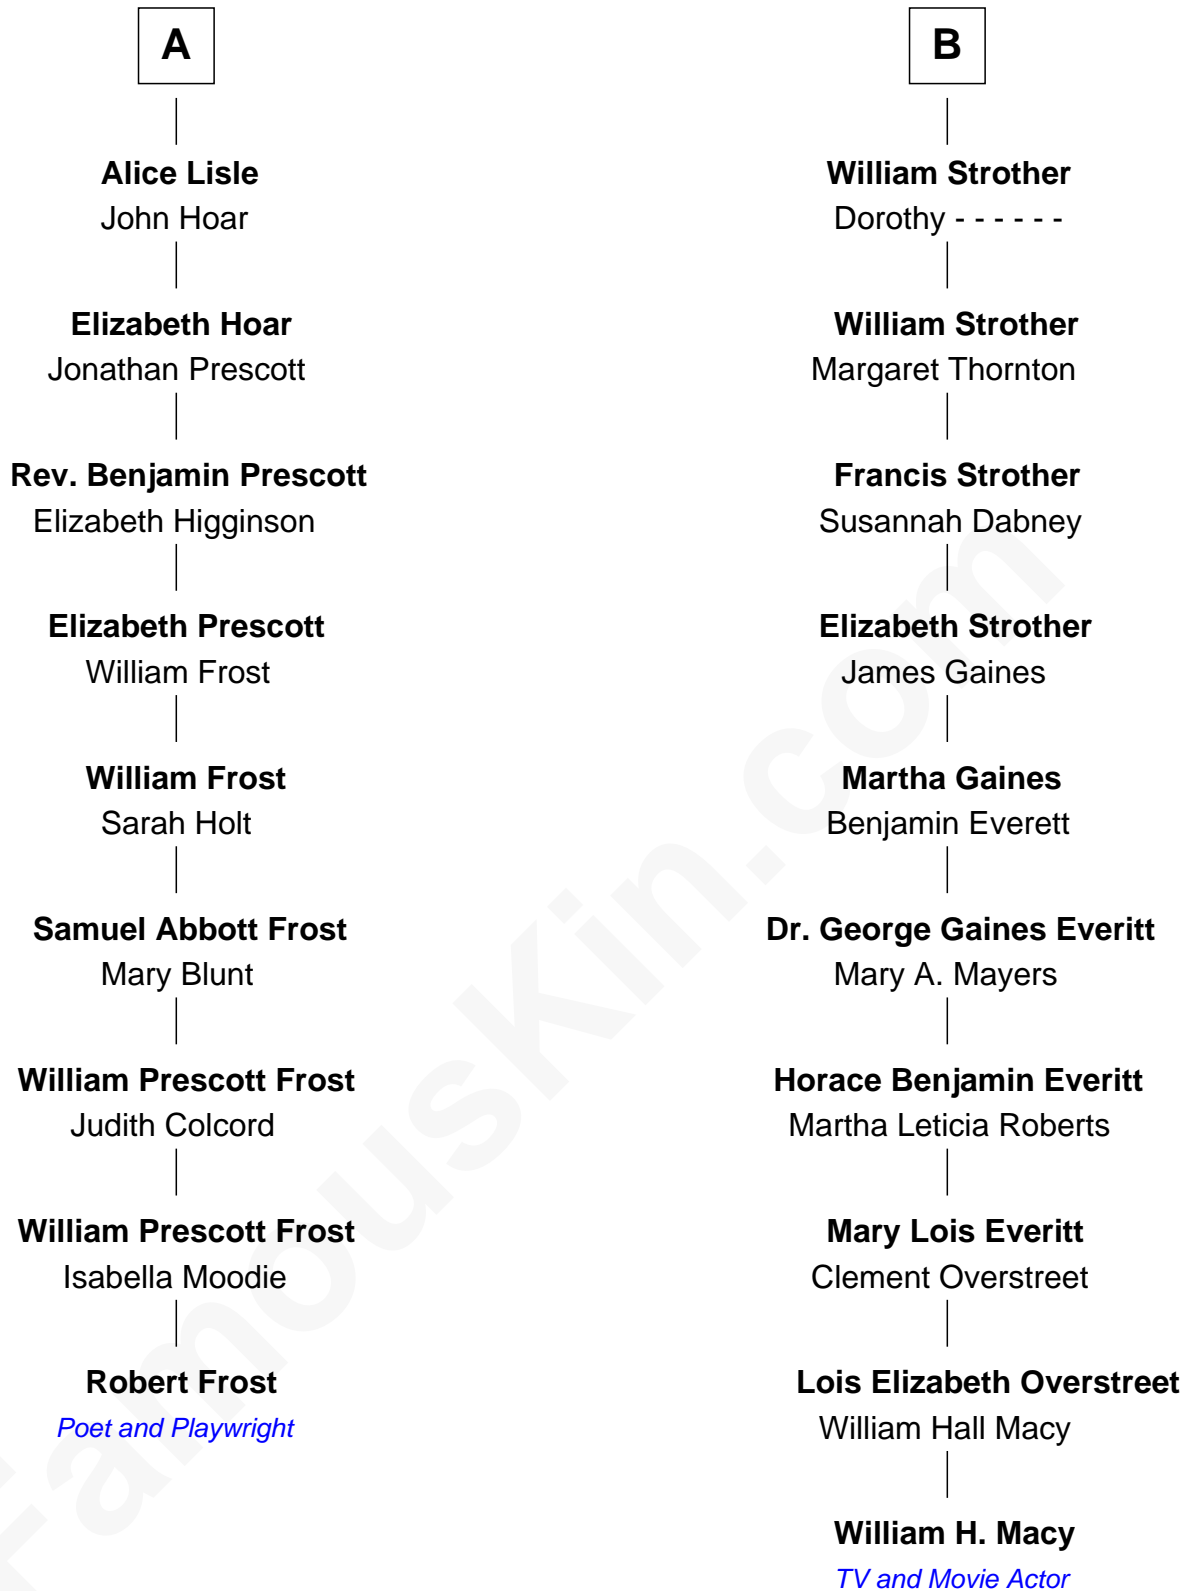 A
Alice Lisle
John Hoar
Elizabeth Hoar
Jonathan Prescott
Rev. Benjamin Prescott
Elizabeth Higginson
Elizabeth Prescott
William Frost
William Frost
Sarah Holt
Samuel Abbott Frost
Mary Blunt
William Prescott Frost
Judith Colcord
William Prescott Frost
Isabella Moodie
Robert Frost
Poet and Playwright
B
William Strother
Dorothy - - - - - -
William Strother
Margaret Thornton
Francis Strother
Susannah Dabney
Elizabeth Strother
James Gaines
Martha Gaines
Benjamin Everett
Dr. George Gaines Everitt
Mary A. Mayers
Horace Benjamin Everitt
Martha Leticia Roberts
Mary Lois Everitt
Clement Overstreet
Lois Elizabeth Overstreet
William Hall Macy
William H. Macy
TV and Movie Actor
FamousKin.com